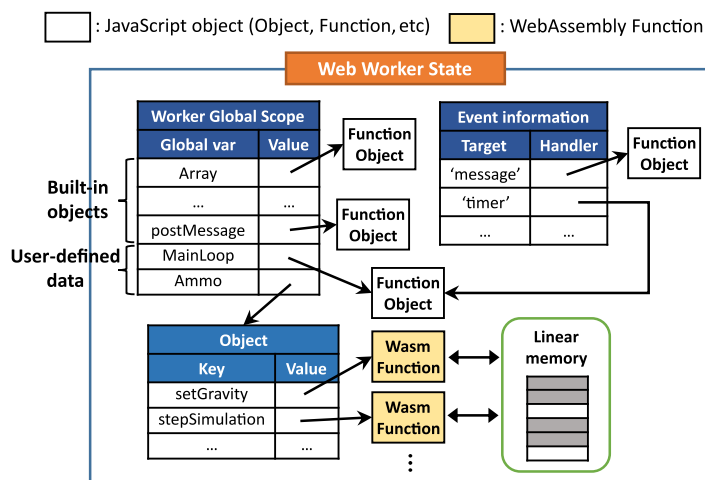 : JavaScript object (Object, Function, etc)
: WebAssembly Function
Web Worker State
Worker Global Scope
Global var Value
Array
... ...
postMessage
MainLoop
Ammo
Built-in
objects
User-defined
data
Function
Object
Function
Object
Function
Object
Event information
Target Handler
'message'
'timer'
... ...
Function
Object
Object
Key Value
setGravity
stepSimulation
... ...
Wasm
Function
Wasm
Function
...
Linear
memory